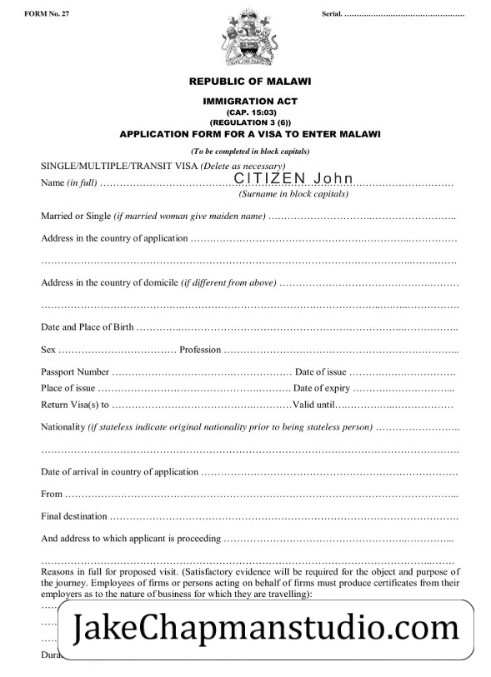 FORM No. 27 Serial. ……………………………………………
REPUBLIC OF MALAWI
IMMIGRATION ACT
(CAP. 15:03)
(REGULATION 3 (6))
APPLICATION FORM FOR A VISA TO ENTER MALAWI
(To be completed in block capitals)
SINGLE/MULTIPLE/TRANSIT VISA (Delete as necessary)
Name (in full) …………………………………… CITIZEN John ……………………………
(Surname in block capitals)
Married or Single (if married woman give maiden name) …………………………………………………….
Address in the country of application ………………………………………………………………………
……………………………………………………………………………………………………………….
Address in the country of domicile (if different from above) ………………………………………………
……………………………………………………………………………………………………………….
Date and Place of Birth …………………………………………………………………………………….
Sex ……………………………… Profession ……………………………………………………………...
Passport Number ……………………………………………… Date of issue …………………………….
Place of issue …………………………………………………. Date of expiry …………………………...
Return Visa(s) to ………………………………………………Valid until………………………………
Nationality (if stateless indicate original nationality prior to being stateless person) ……………………..
……………………………………………………………………………………………………………….
Date of arrival in country of application ……………………………………………………………………
From ………………………………………………………………………………………………………...
Final destination ……………………………………………………………………………………………
And address to which applicant is proceeding ……………………………………………………………...
……………………………………………………………………………………………………………….
Reasons in full for proposed visit. (Satisfactory evidence will be required for the object and purpose of
the journey. Employees of firms or persons acting on behalf of firms must produce certificates from their
employers as to the nature of business for which they are travelling):
JakeChapmanstudio.com